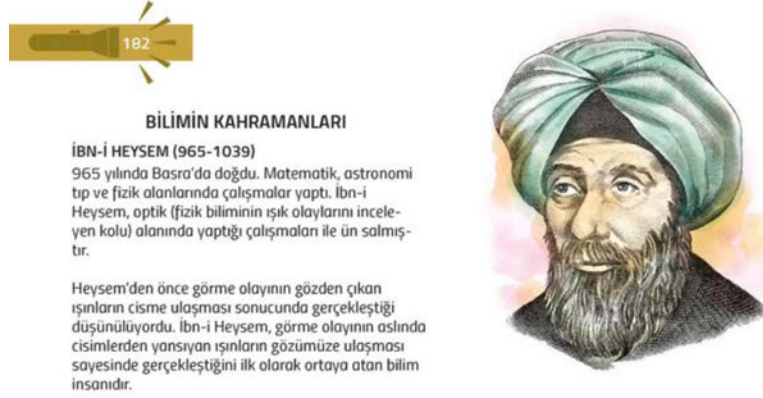 182
BİLİMİN KAHRAMANLARI
İBN-İ HEYSEM (965-1039)
965 yılında Basra'da doğdu. Matematik, astronomi
tıp ve fizik alanlarında çalışmalar yaptı. İbn-i
Heysem, optik (fizik biliminin ışık olaylarını incele-
yen kolu) alanında yaptığı çalışmaları ile ün salmış-
tır.
Heysem'den önce görme olayının gözden çıkan
ışınların cisme ulaşması sonucunda gerçekleştiği
düşünülüyordu. İbn-i Heysem, görme olayının aslında
cisimlerden yansıyan ışınların gözümüze ulaşması
sayesinde gerçekleştiğini ilk olarak ortaya atan bilim
insanıdır.